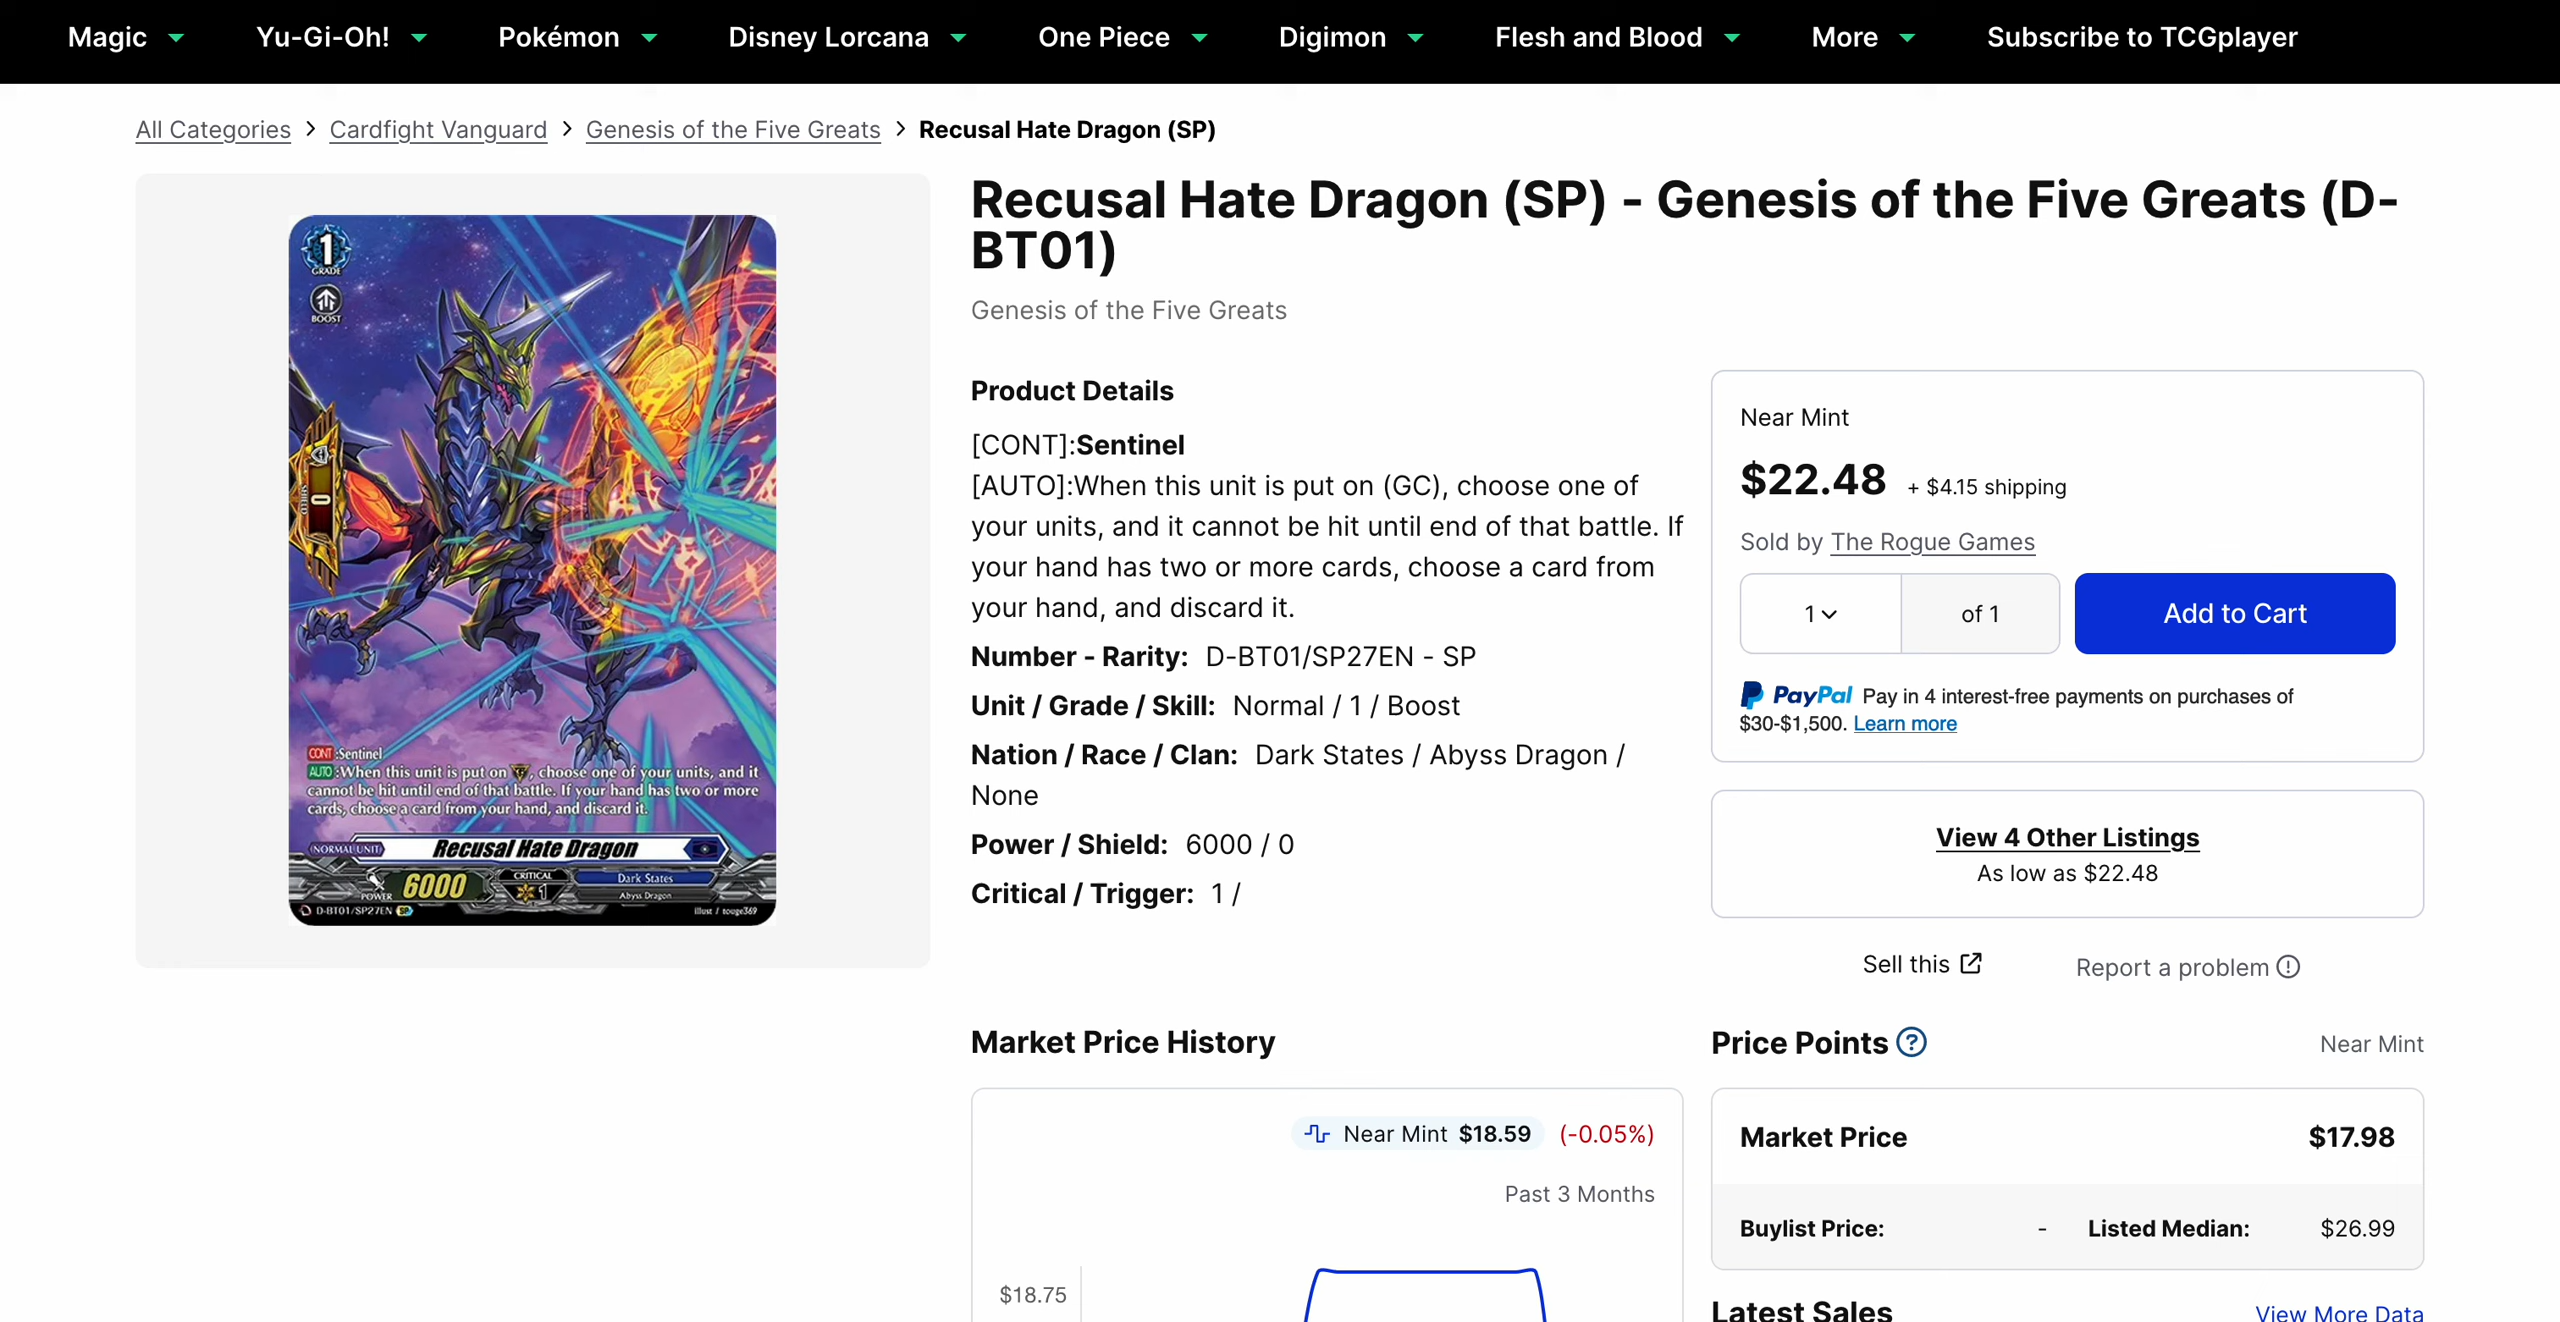 Magic Yu-Gi-Oh! Pokémon Disney Lorcana One Piece Digimon Flesh and Blood More Subscribe to TCGplayer
All Categories > Cardfight Vanguard > Genesis of the Five Greats > Recusal Hate Dragon (SP)
1
GRADE
BOOST
0
CONT:Sentinel
AUTO:When this unit is put on , choose one of your units, and it
cannot be hit until end of that battle. If your hand has two or more
cards, choose a card from your hand, and discard it.
NORMAL UNIT Recusal Hate Dragon
POWER 6000 CRITICAL 1 Dark States
Abyss Dragon
D-BT01/SP27EN SP illust / touge369
Recusal Hate Dragon (SP) - Genesis of the Five Greats (D-
BT01)
Genesis of the Five Greats
Product Details
[CONT]:Sentinel
[AUTO]:When this unit is put on (GC), choose one of
your units, and it cannot be hit until end of that battle. If
your hand has two or more cards, choose a card from
your hand, and discard it.
Number - Rarity: D-BT01/SP27EN - SP
Unit / Grade / Skill: Normal / 1 / Boost
Nation / Race / Clan: Dark States / Abyss Dragon /
None
Power / Shield: 6000 / 0
Critical / Trigger: 1 /
Near Mint
$22.48 + $4.15 shipping
Sold by The Rogue Games
1 of 1 Add to Cart
PayPal Pay in 4 interest-free payments on purchases of
$30-$1,500. Learn more
View 4 Other Listings
As low as $22.48
Sell this Report a problem
Market Price History
Near Mint $18.59 (-0.05%)
Past 3 Months
$18.75
Price Points ? Near Mint
Market Price $17.98
Buylist Price: - Listed Median: $26.99
Latest Sales View More Data